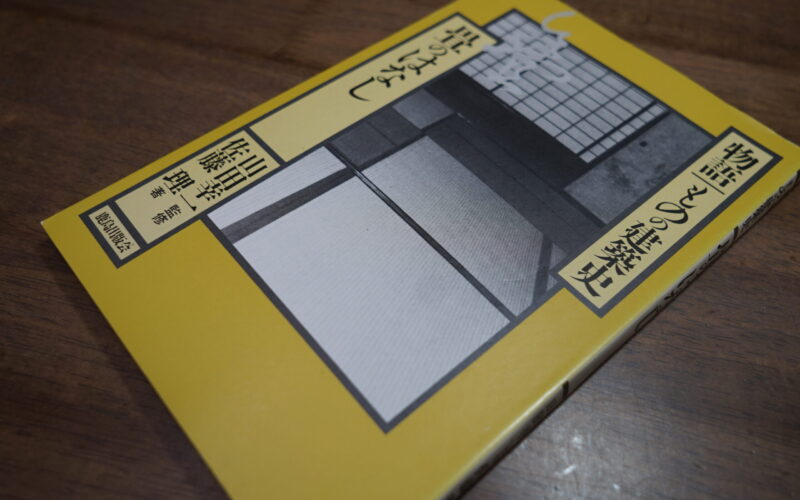 物語 ものの建築史
畳のはなし
山田幸一 監修
佐藤 理 著
鹿島出版会